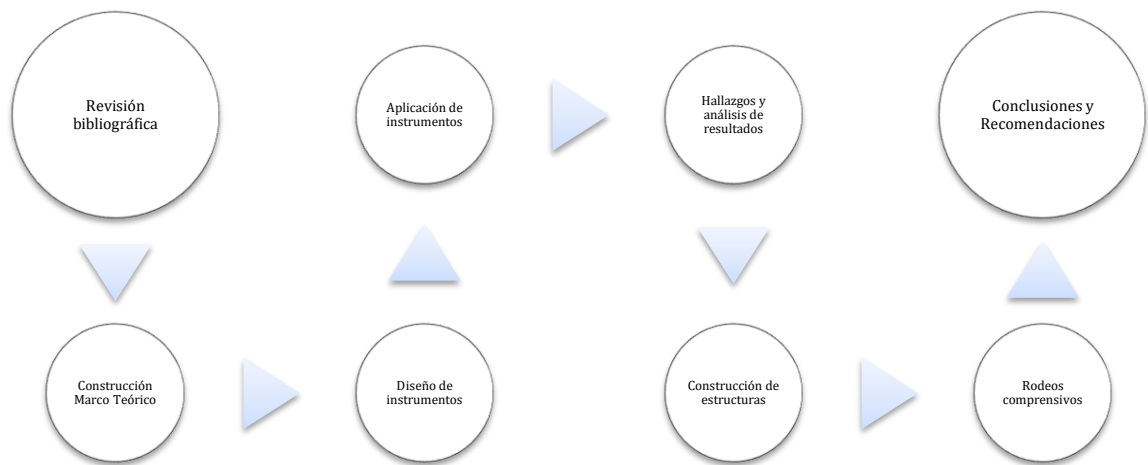 Revisión
bibliográfica
Construcción
Marco Teórico
Diseño de
instrumentos
Aplicación de
instrumentos
Hallazgos y
análisis de
resultados
Construcción de
estructuras
Rodeos
comprensivos
Conclusiones y
Recomendaciones